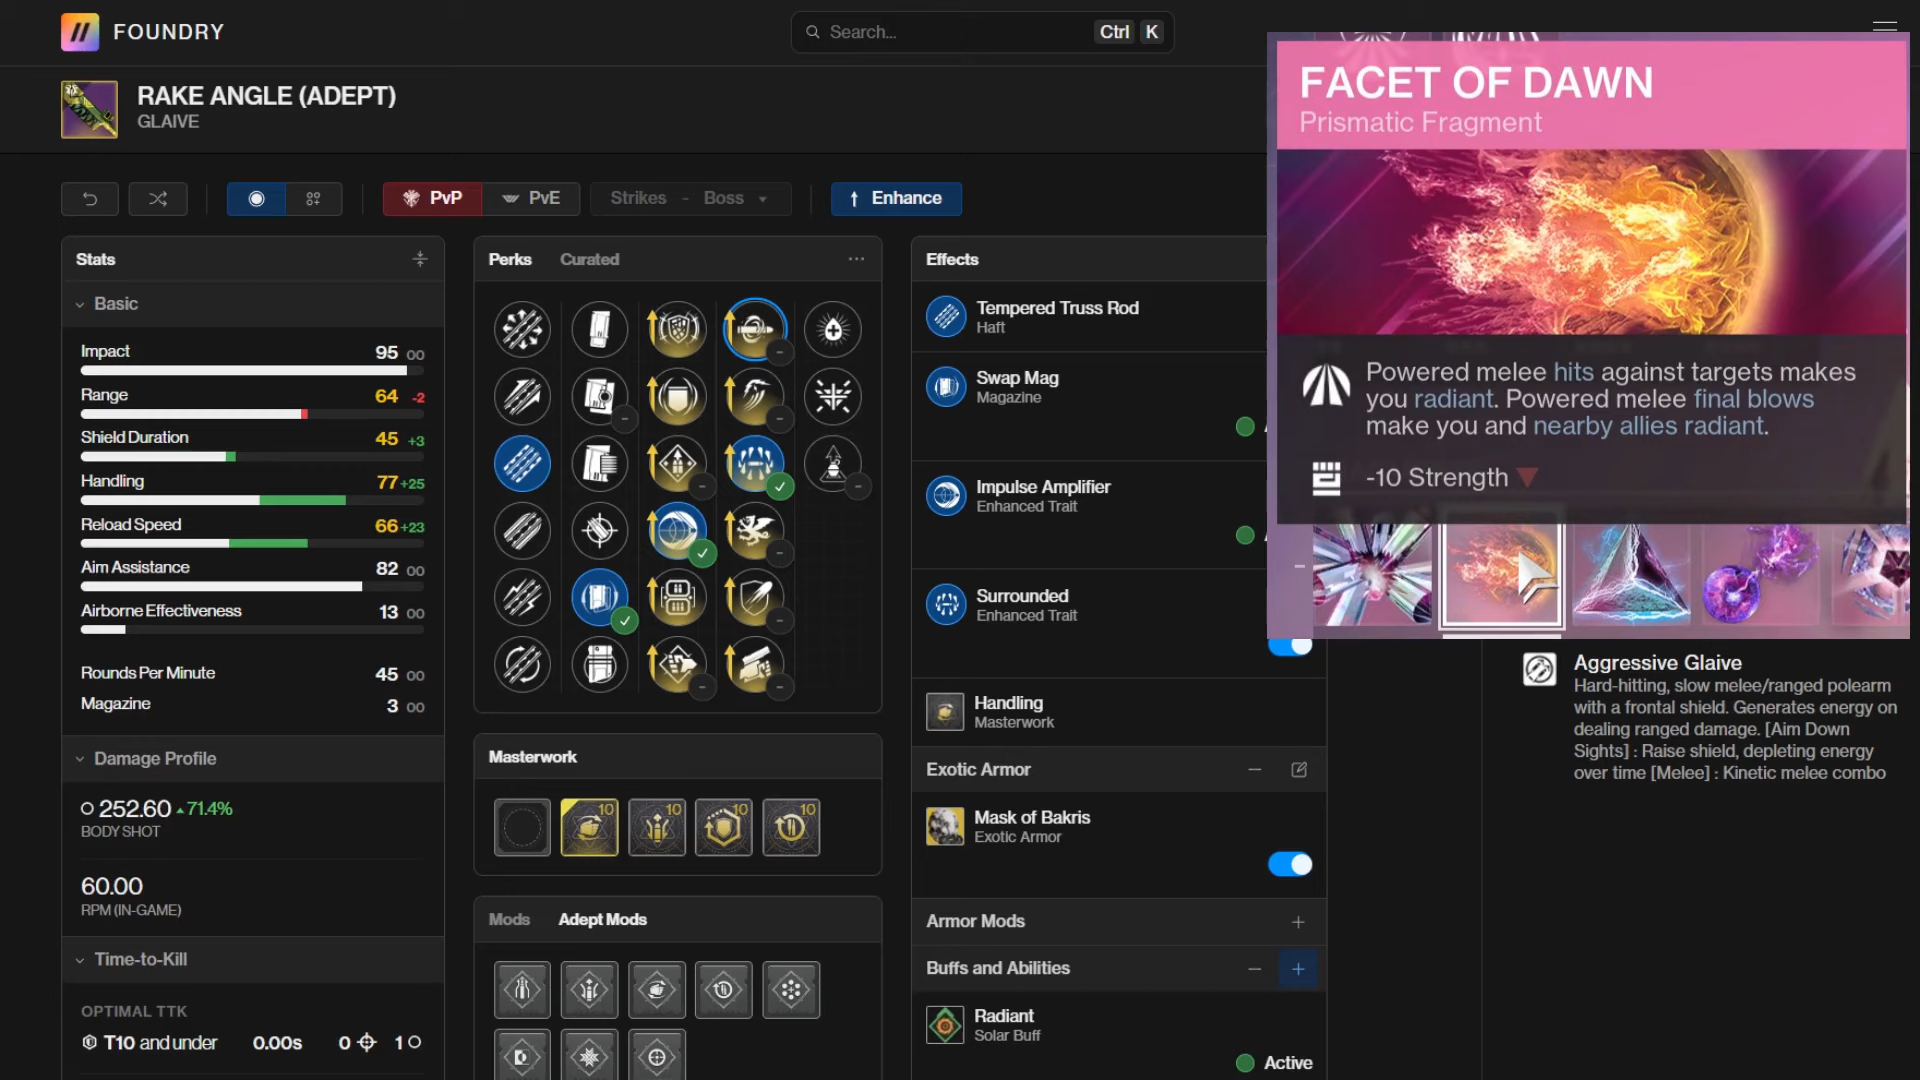 FOUNDRY
Search...
Ctrl K
RAKE ANGLE (ADEPT)
GLAIVE
PvP
PvE
Strikes - Boss
Enhance
Stats
Basic
Impact 95 00
Range 64 -2
Shield Duration 45 +3
Handling 77 +25
Reload Speed 66 +23
Aim Assistance 82 00
Airborne Effectiveness 13 00
Rounds Per Minute 45 00
Magazine 3 00
Damage Profile
252.60 71.4%
BODY SHOT
60.00
RPM (IN-GAME)
Time-to-Kill
OPTIMAL TTK
T10 and under 0.00s 0 1
Perks Curated
Masterwork
10 10 10 10
Mods Adept Mods
Effects
Tempered Truss Rod
Haft
Swap Mag
Magazine
Impulse Amplifier
Enhanced Trait
Surrounded
Enhanced Trait
Handling
Masterwork
Exotic Armor
Mask of Bakris
Exotic Armor
Armor Mods
Buffs and Abilities
Radiant
Solar Buff
Active
FACET OF DAWN
Prismatic Fragment
Powered melee hits against targets makes
you radiant. Powered melee final blows
make you and nearby allies radiant.
-10 Strength
Aggressive Glaive
Hard-hitting, slow melee/ranged polearm
with a frontal shield. Generates energy on
dealing ranged damage. [Aim Down
Sights] : Raise shield, depleting energy
over time [Melee] : Kinetic melee combo